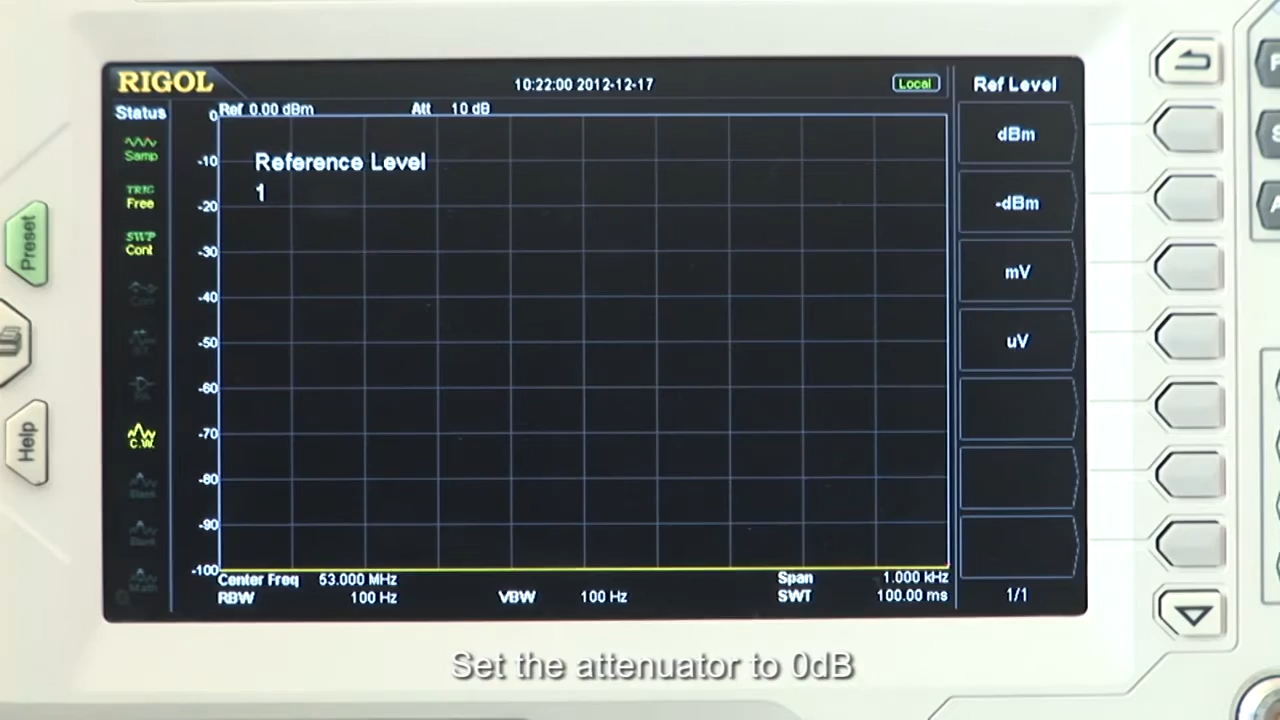 RIGOL
10:22:00 2012-12-17
Local
Ref Level
Status
Ref 0.00 dBm
Att 10 dB
Samp
TRIG
Free
SWP
Cont
C.W.
Blank
Blank
Math
0
-10
-20
-30
-40
-50
-60
-70
-80
-90
-100
Reference Level
1
Center Freq 53.000 MHz
Span 1.000 kHz
RBW 100 Hz
VBW 100 Hz
SWT 100.00 ms
dBm
-dBm
mV
uV
1/1
Preset
Help
Set the attenuator to 0dB